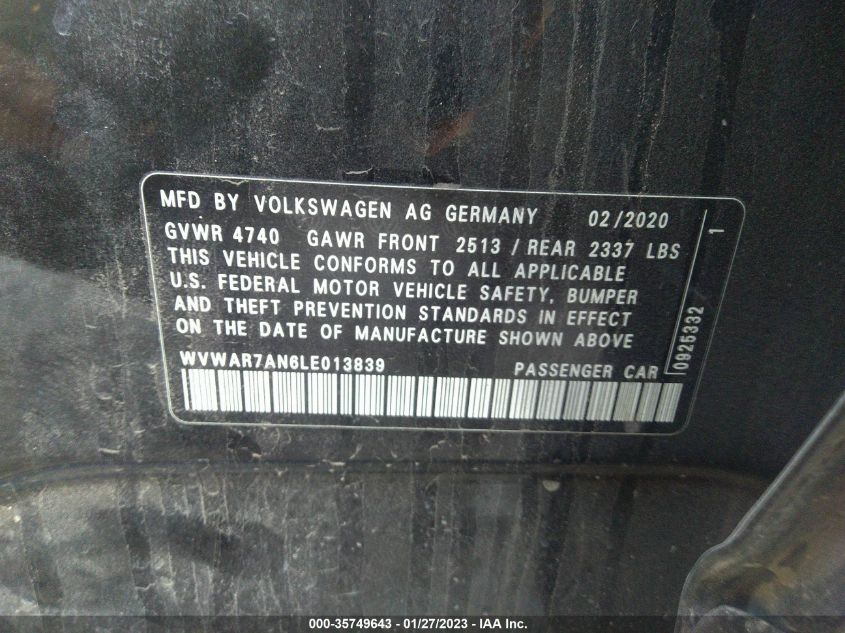 MFD BY VOLKSWAGEN AG GERMANY 02/2020
GVWR 4740 GAWR FRONT 2513 / REAR 2337 LBS
THIS VEHICLE CONFORMS TO ALL APPLICABLE
U.S. FEDERAL MOTOR VEHICLE SAFETY, BUMPER
AND THEFT PREVENTION STANDARDS IN EFFECT
ON THE DATE OF MANUFACTURE SHOWN ABOVE
WVWAR7AN6LE013839 PASSENGER CAR
0925332
1
000-35749643 - 01/27/2023 - IAA Inc.